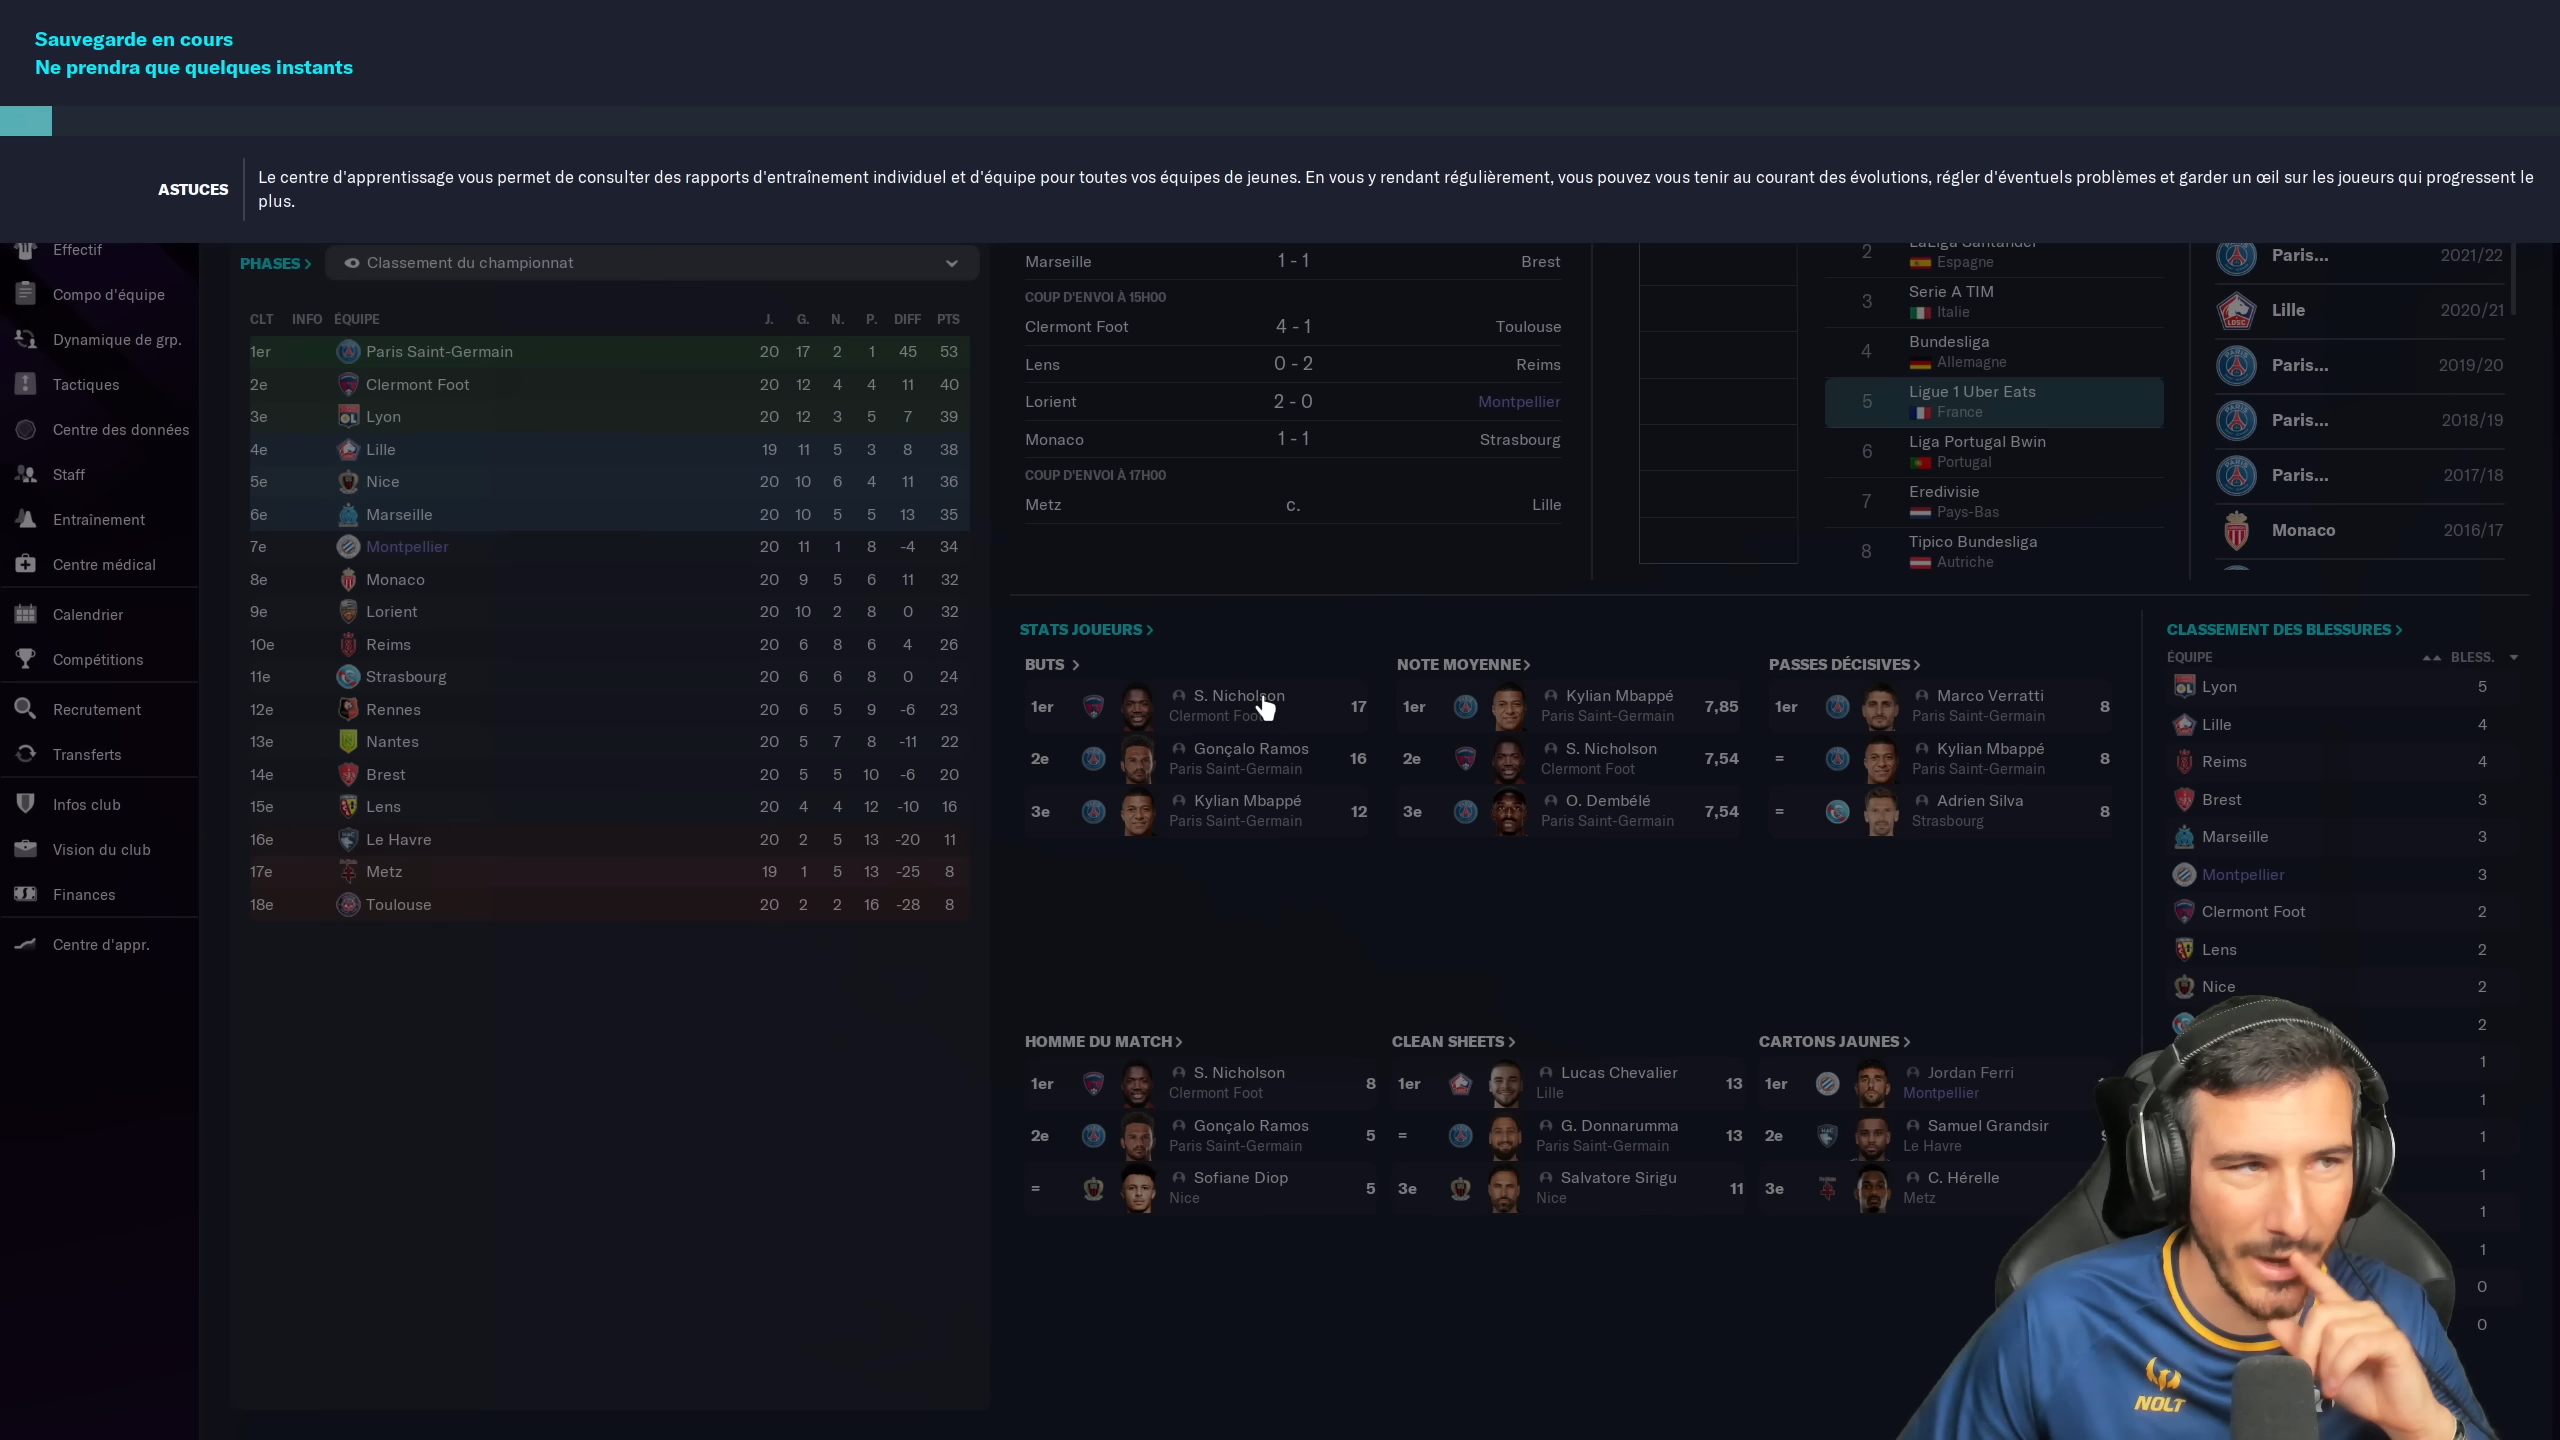 Sauvegarde en cours
Ne prendra que quelques instants
ASTUCES
Le centre d'apprentissage vous permet de consulter des rapports d'entraînement individuel et d'équipe pour toutes vos équipes de jeunes. En vous y rendant régulièrement, vous pouvez vous tenir au courant des évolutions, régler d'éventuels problèmes et garder un œil sur les joueurs qui progressent le
plus.
Effectif
Compo d'équipe
Dynamique de grp.
Tactiques
Centre des données
Staff
Entraînement
Centre médical
Calendrier
Compétitions
Recrutement
Transferts
Infos club
Vision du club
Finances
Centre d'appr.
PHASES
Classement du championnat
CLT INFO ÉQUIPE J. G. N. P. DIFF PTS
1er Paris Saint-Germain 20 17 2 1 45 53
2e Clermont Foot 20 12 4 4 11 40
3e Lyon 20 12 3 5 7 39
4e Lille 19 11 5 3 8 38
5e Nice 20 10 6 4 11 36
6e Marseille 20 10 5 5 13 35
7e Montpellier 20 11 1 8 -4 34
8e Monaco 20 9 5 6 11 32
9e Lorient 20 10 2 8 0 32
10e Reims 20 6 8 6 4 26
11e Strasbourg 20 6 6 8 0 24
12e Rennes 20 6 5 9 -6 23
13e Nantes 20 5 7 8 -11 22
14e Brest 20 5 5 10 -6 20
15e Lens 20 4 4 12 -10 16
16e Le Havre 20 2 5 13 -20 11
17e Metz 19 1 5 13 -25 8
18e Toulouse 20 2 2 16 -28 8
Marseille 1 - 1 Brest
COUP D'ENVOI À 15H00
Clermont Foot 4 - 1 Toulouse
Lens 0 - 2 Reims
Lorient 2 - 0 Montpellier
Monaco 1 - 1 Strasbourg
COUP D'ENVOI À 17H00
Metz c. Lille
2 LaLiga Santander
Espagne
3 Serie A TIM
Italie
4 Bundesliga
Allemagne
5 Ligue 1 Uber Eats
France
6 Liga Portugal Bwin
Portugal
7 Eredivisie
Pays-Bas
8 Tipico Bundesliga
Autriche
Paris... 2021/22
Lille 2020/21
Paris... 2019/20
Paris... 2018/19
Paris... 2017/18
Monaco 2016/17
STATS JOUEURS
BUTS
1er S. Nicholson 17
Clermont Foot
2e Gonçalo Ramos 16
Paris Saint-Germain
3e Kylian Mbappé 12
Paris Saint-Germain
NOTE MOYENNE
1er Kylian Mbappé 7,85
Paris Saint-Germain
2e S. Nicholson 7,54
Clermont Foot
3e O. Dembélé 7,54
Paris Saint-Germain
PASSES DÉCISIVES
1er Marco Verratti 8
Paris Saint-Germain
= Kylian Mbappé 8
Paris Saint-Germain
= Adrien Silva 8
Strasbourg
HOMME DU MATCH
1er S. Nicholson 8
Clermont Foot
2e Gonçalo Ramos 5
Paris Saint-Germain
= Sofiane Diop 5
Nice
CLEAN SHEETS
1er Lucas Chevalier 13
Lille
= G. Donnarumma 13
Paris Saint-Germain
3e Salvatore Sirigu 11
Nice
CARTONS JAUNES
1er Jordan Ferri
Montpellier
2e Samuel Grandsir
Le Havre
3e C. Hérelle
Metz
CLASSEMENT DES BLESSURES
ÉQUIPE BLESS.
Lyon 5
Lille 4
Reims 4
Brest 3
Marseille 3
Montpellier 3
Clermont Foot 2
Lens 2
Nice 2
2
1
1
1
1
1
1
0
0
NOLT